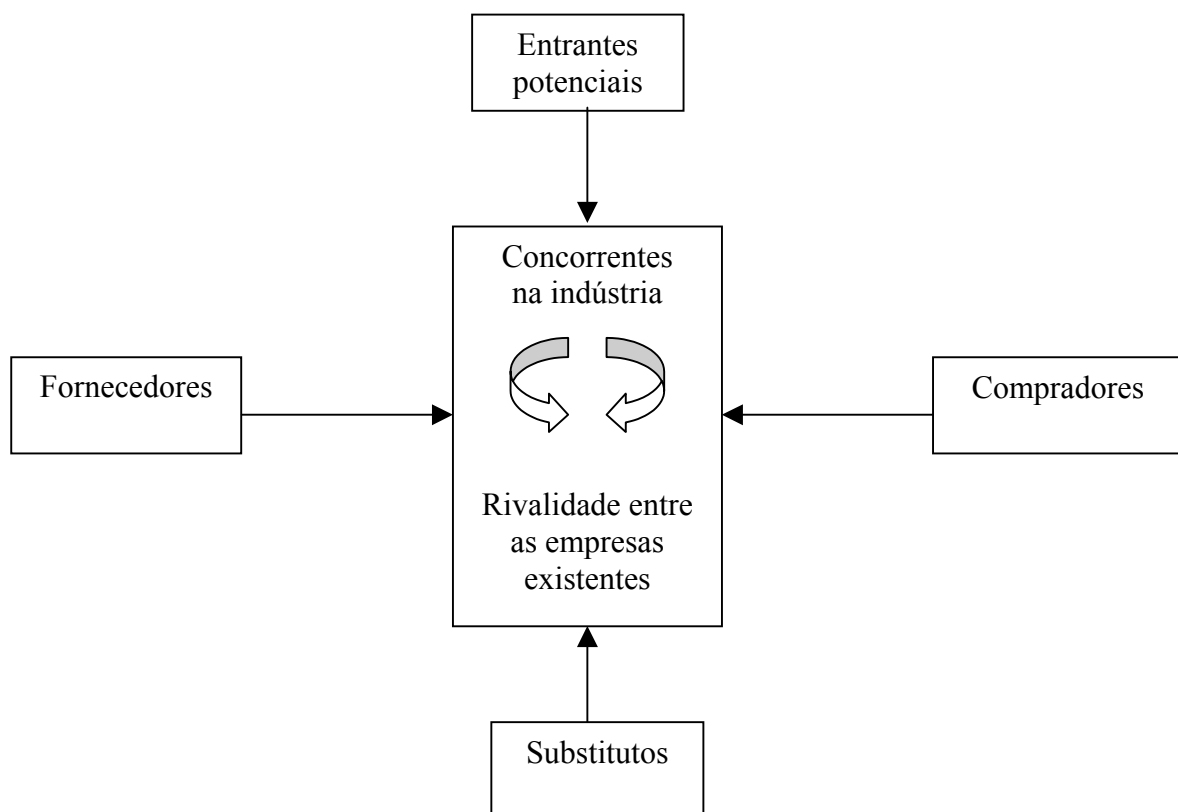 Entrantes
potenciais
Concorrentes
na indústria
Fornecedores
Compradores
Rivalidade entre
as empresas
existentes
Substitutos